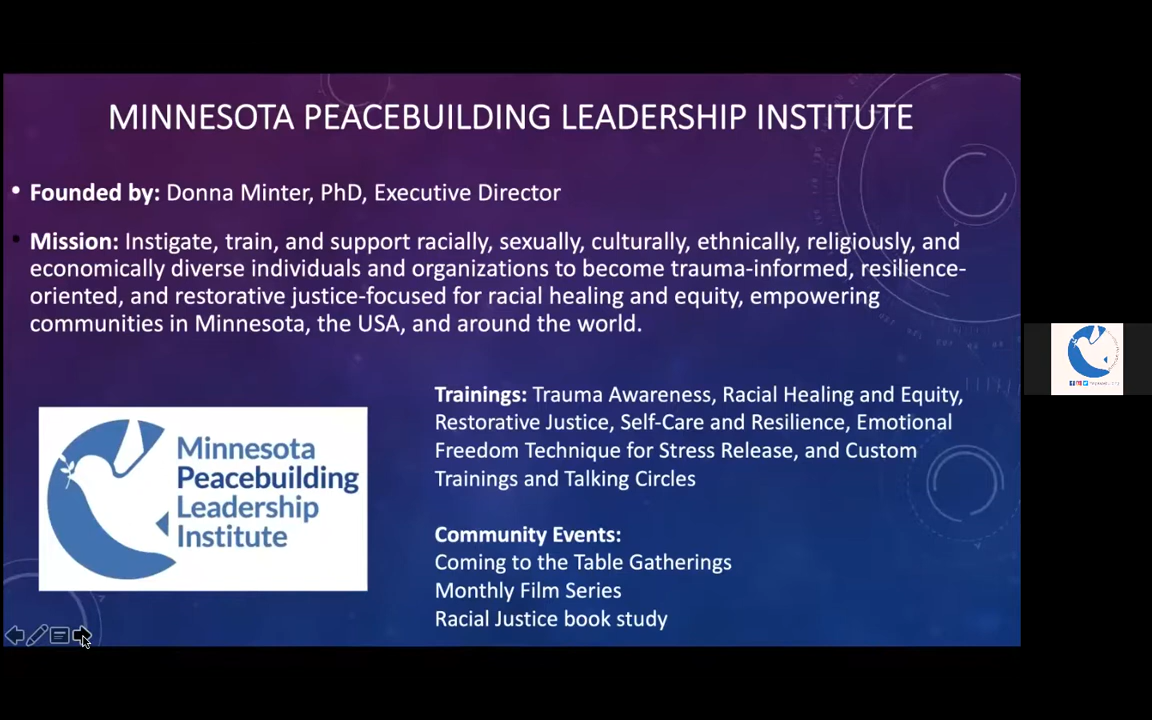 MINNESOTA PEACEBUILDING LEADERSHIP INSTITUTE
• Founded by: Donna Minter, PhD, Executive Director
• Mission: Instigate, train, and support racially, sexually, culturally, ethnically, religiously, and
economically diverse individuals and organizations to become trauma-informed, resilience-
oriented, and restorative justice-focused for racial healing and equity, empowering
communities in Minnesota, the USA, and around the world.
Trainings: Trauma Awareness, Racial Healing and Equity,
Restorative Justice, Self-Care and Resilience, Emotional
Freedom Technique for Stress Release, and Custom
Trainings and Talking Circles
Community Events:
Coming to the Table Gatherings
Monthly Film Series
Racial Justice book study
Minnesota
Peacebuilding
Leadership
Institute